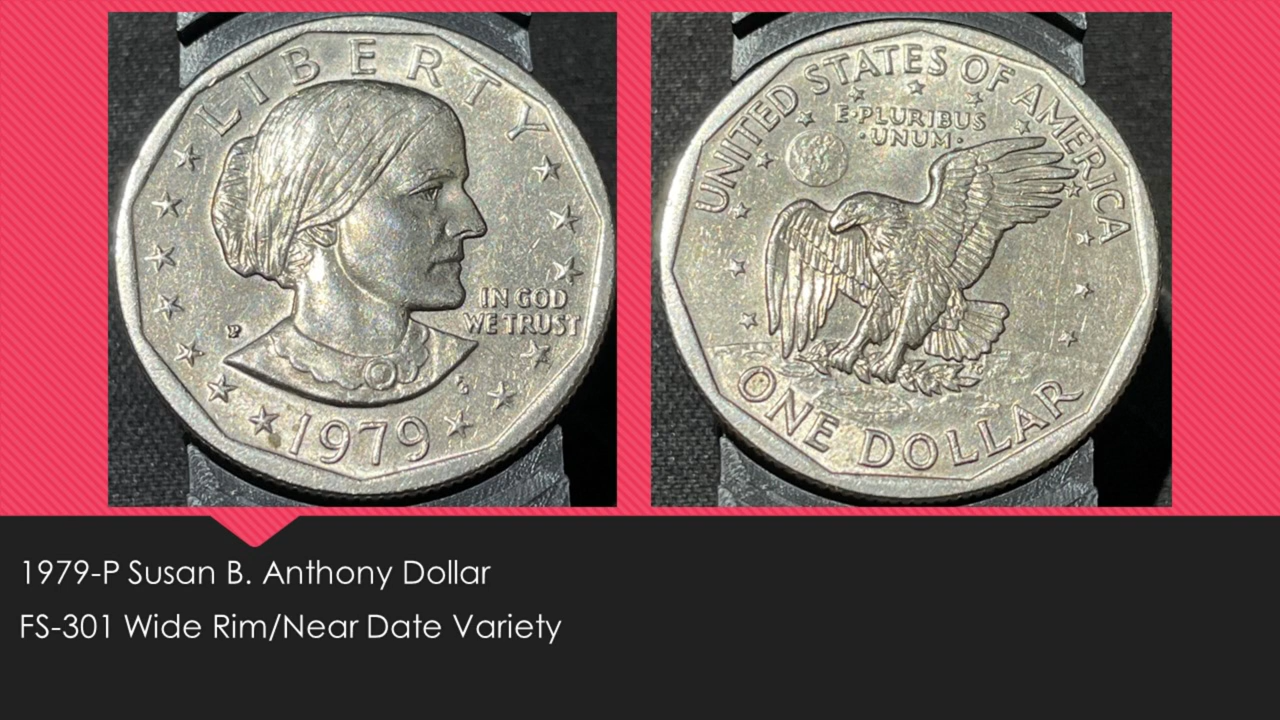 LIBERTY
IN GOD
WE TRUST
P
1979
UNITED STATES OF AMERICA
E·PLURIBUS
·UNUM·
ONE DOLLAR
1979-P Susan B. Anthony Dollar
FS-301 Wide Rim/Near Date Variety